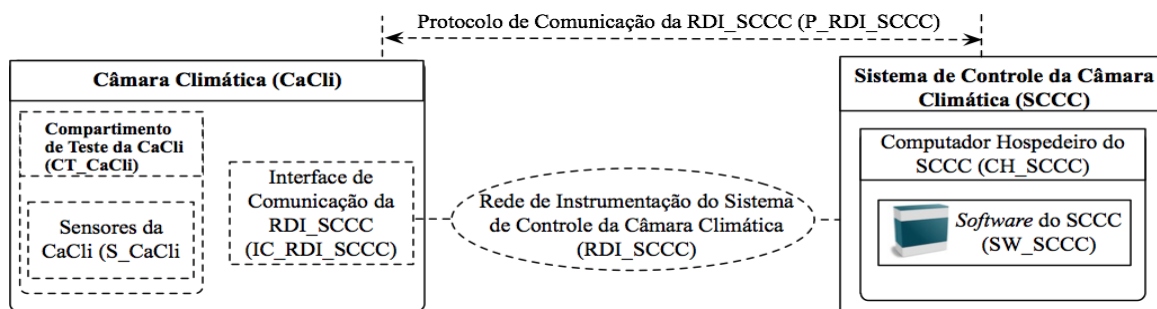 Protocolo de Comunicação da RDI_SCCC (P_RDI_SCCC)
Câmara Climática (CaCli)
Compartimento
de Teste da CaCli
(CT_CaCli)
Sensores da
CaCli (S_CaCli
Interface de
Comunicação da
RDI_SCCC
(IC_RDI_SCCC)
Rede de Instrumentação do Sistema
de Controle da Câmara Climática
(RDI_SCCC)
Sistema de Controle da Câmara
Climática (SCCC)
Computador Hospedeiro do
SCCC (CH_SCCC)
Software do SCCC
(SW_SCCC)